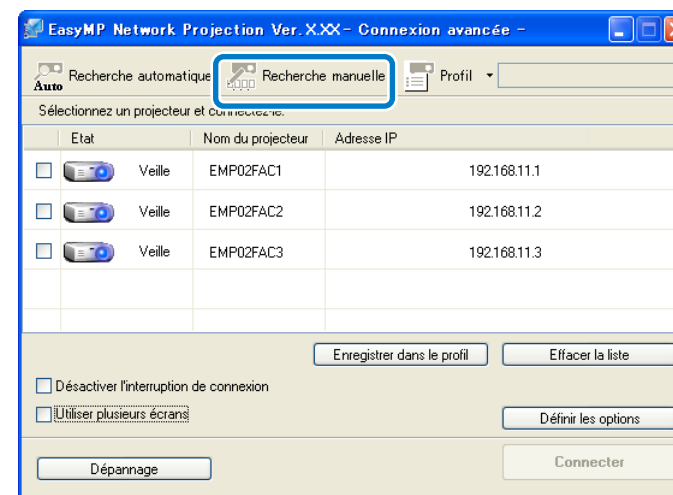 EasyMP Network Projection Ver.X.XX - Connexion avancée -
Auto Recherche automatique Recherche manuelle Profil
Sélectionnez un projecteur et connectez-le.
Etat Nom du projecteur Adresse IP
Veille EMP02FAC1 192.168.11.1
Veille EMP02FAC2 192.168.11.2
Veille EMP02FAC3 192.168.11.3
Enregistrer dans le profil Effacer la liste
Désactiver l'interruption de connexion
Utiliser plusieurs écrans
Définir les options
Dépannage Connecter